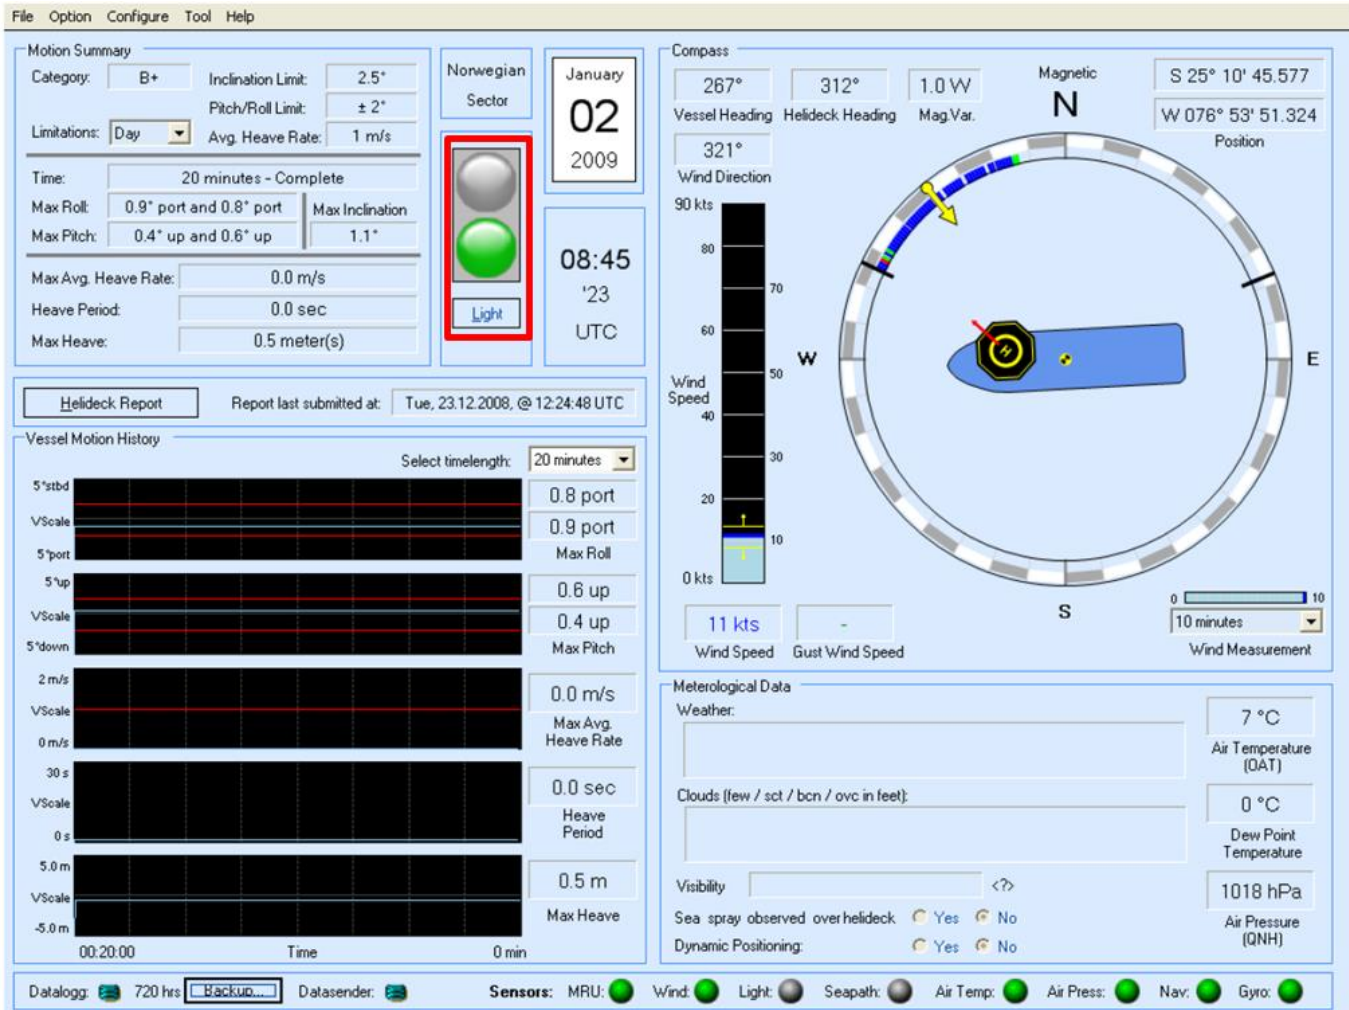 File Option Configure Tool Help
Motion Summary
Category: B+ Inclination Limit: 2.5°
Pitch/Roll Limit: ± 2°
Limitations: Day Avg. Heave Rate: 1 m/s
Time: 20 minutes - Complete
Max Roll: 0.9° port and 0.8° port Max Inclination
Max Pitch: 0.4° up and 0.6° up 1.1°
Max Avg. Heave Rate: 0.0 m/s
Heave Period: 0.0 sec
Max Heave: 0.5 meter(s)
Norwegian
Sector
Light
January
02
2009
08:45
'23
UTC
Helideck Report Report last submitted at: Tue, 23.12.2008, @ 12:24:48 UTC
Vessel Motion History
Select timelength: 20 minutes
5°stbd
VScale
5°port
0.8 port
0.9 port
Max Roll
5°up
VScale
5°down
0.6 up
0.4 up
Max Pitch
2 m/s
VScale
0 m/s
0.0 m/s
Max Avg.
Heave Rate
30 s
VScale
0 s
0.0 sec
Heave
Period
5.0 m
VScale
-5.0 m
0.5 m
Max Heave
00:20:00 Time 0 min
Compass
267° 312° 1.0 W
Vessel Heading Helideck Heading Mag.Var.
321°
Wind Direction
Magnetic
N
S 25° 10' 45.577
W 076° 53' 51.324
Position
90 kts
80
70
60
50
Wind
Speed
40
30
20
10
0 kts
W
H
E
S
11 kts -
Wind Speed Gust Wind Speed
0 10
10 minutes
Wind Measurement
Meterological Data
Weather:
Clouds (few / sct / bcn / ovc in feet):
Visibility <?>
Sea spray observed over helideck Yes No
Dynamic Positioning: Yes No
7 °C
Air Temperature
(OAT)
0 °C
Dew Point
Temperature
1018 hPa
Air Pressure
(QNH)
Datalogg: 720 hrs Backup... Datasender: Sensors: MRU: Wind: Light: Seapath: Air Temp: Air Press: Nav: Gyro: